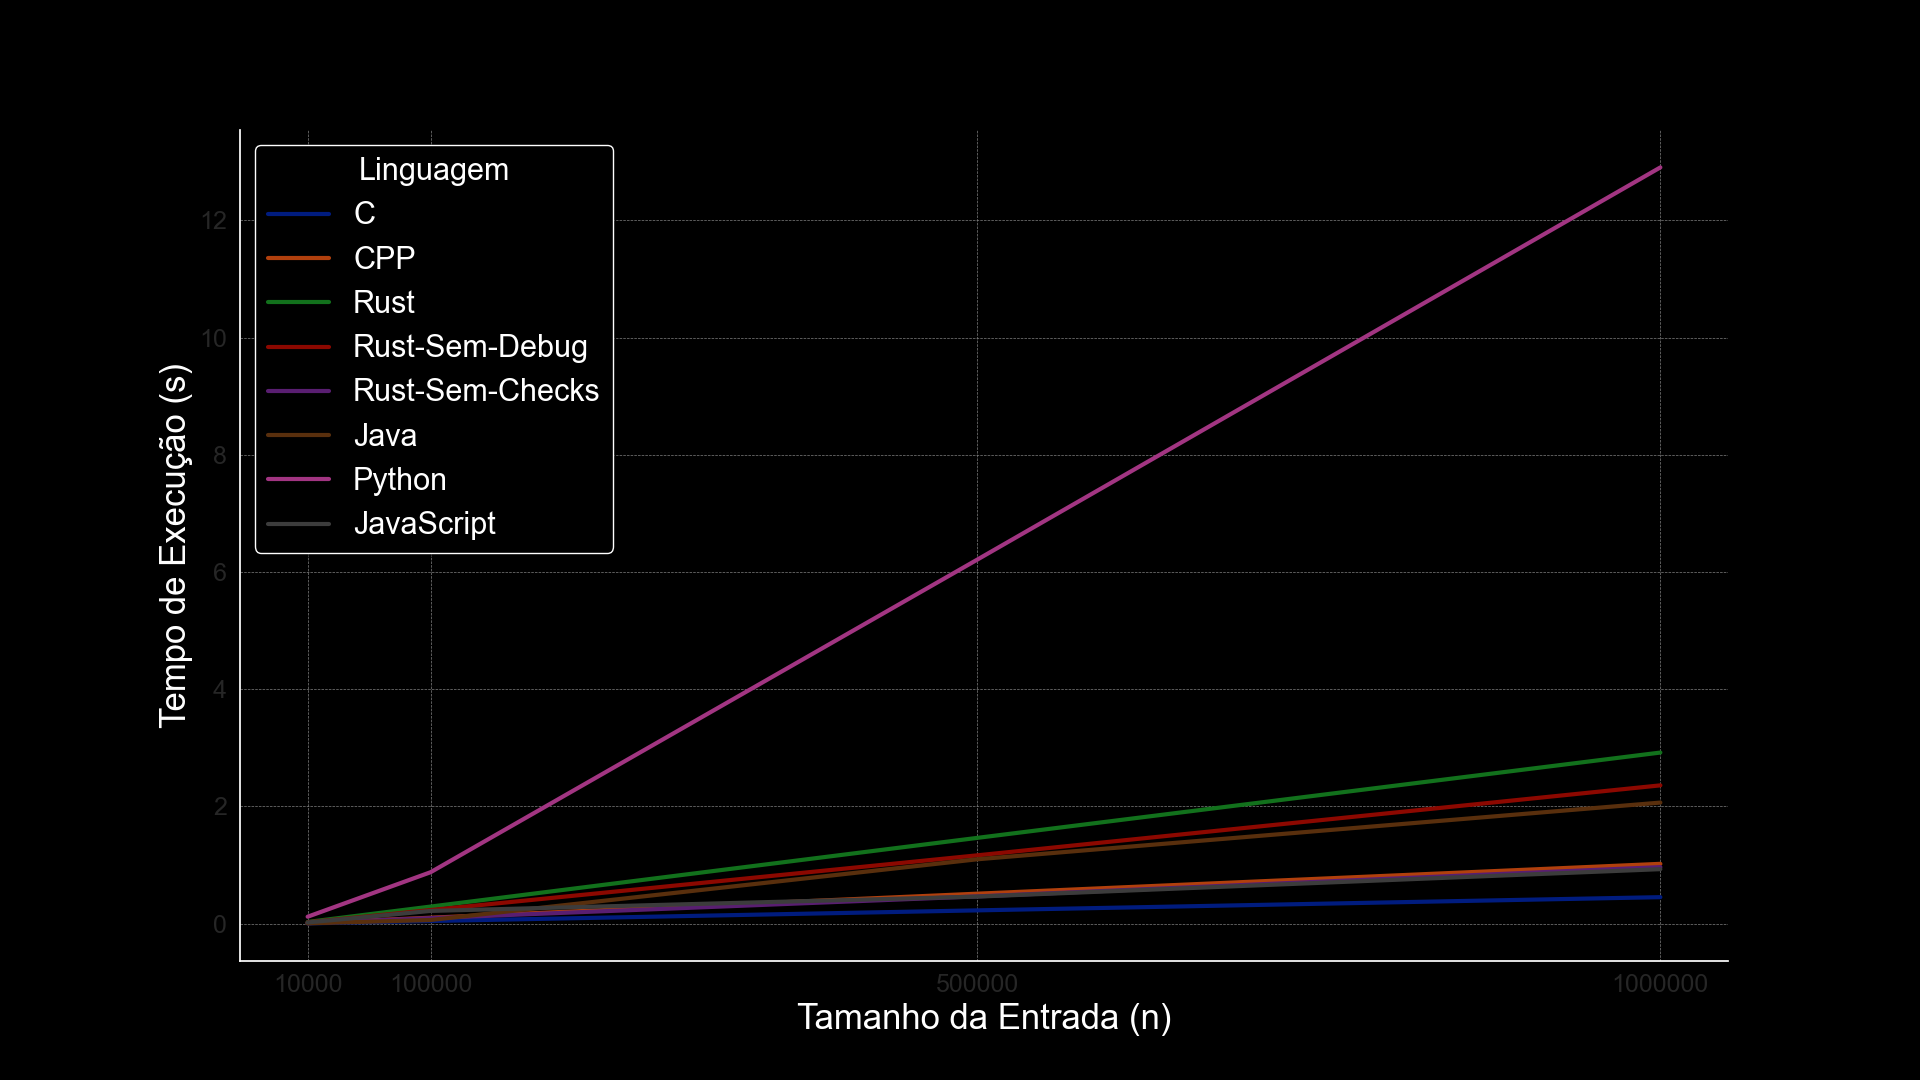 Linguagem
C
CPP
Rust
Rust-Sem-Debug
Rust-Sem-Checks
Java
Python
JavaScript
Tempo de Execução (s)
12
10
8
6
4
2
0
10000 100000 500000 1000000
Tamanho da Entrada (n)